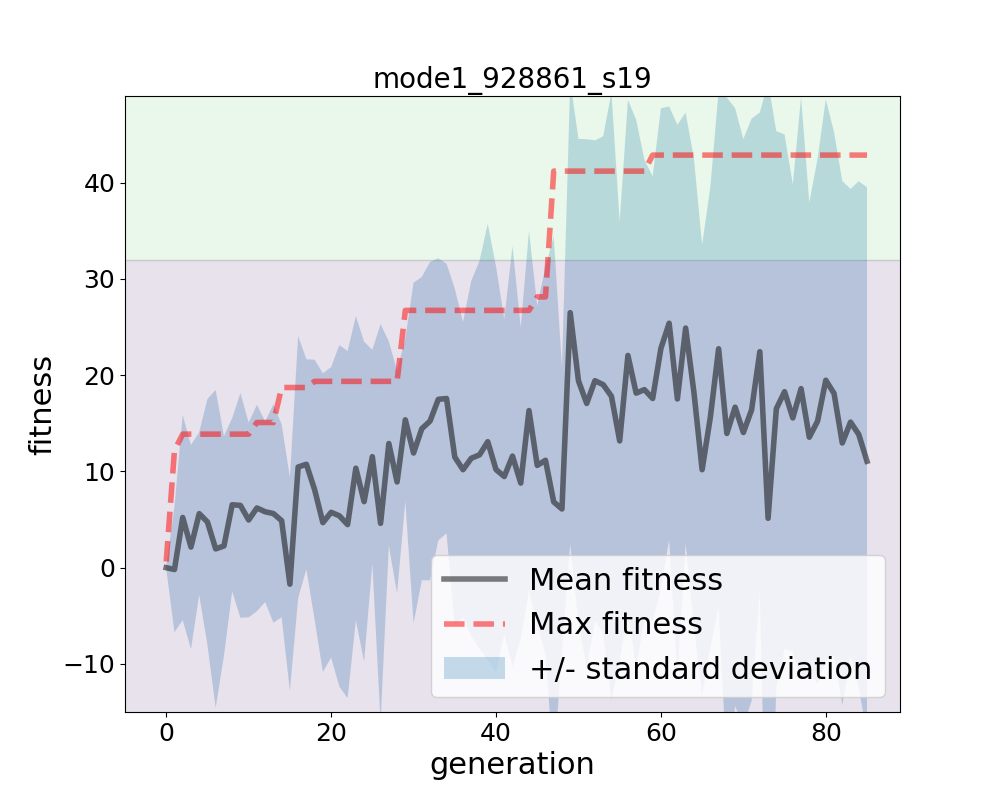 mode1_928861_s19
fitness
40
30
20
10
0
−10
0 20 40 60 80
generation
Mean fitness
Max fitness
+/- standard deviation